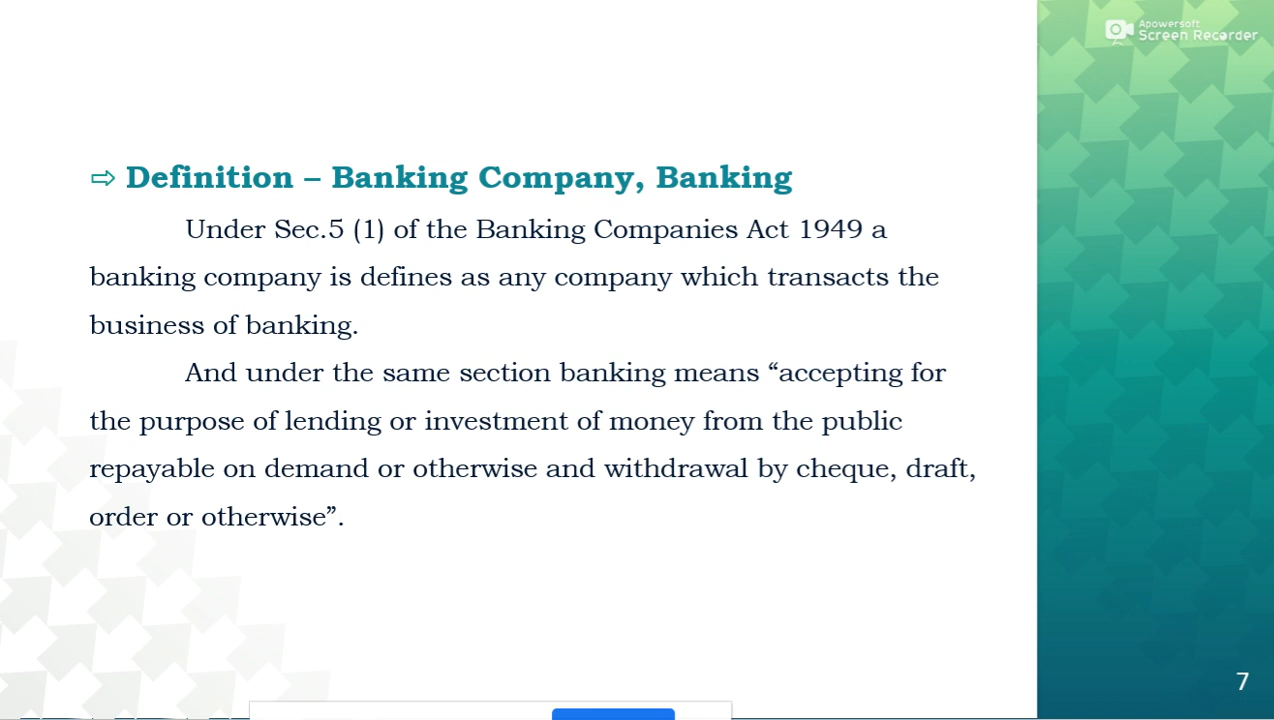 Apowersoft
Screen Recorder
⇨ Definition – Banking Company, Banking
Under Sec.5 (1) of the Banking Companies Act 1949 a
banking company is defines as any company which transacts the
business of banking.
And under the same section banking means “accepting for
the purpose of lending or investment of money from the public
repayable on demand or otherwise and withdrawal by cheque, draft,
order or otherwise”.
7